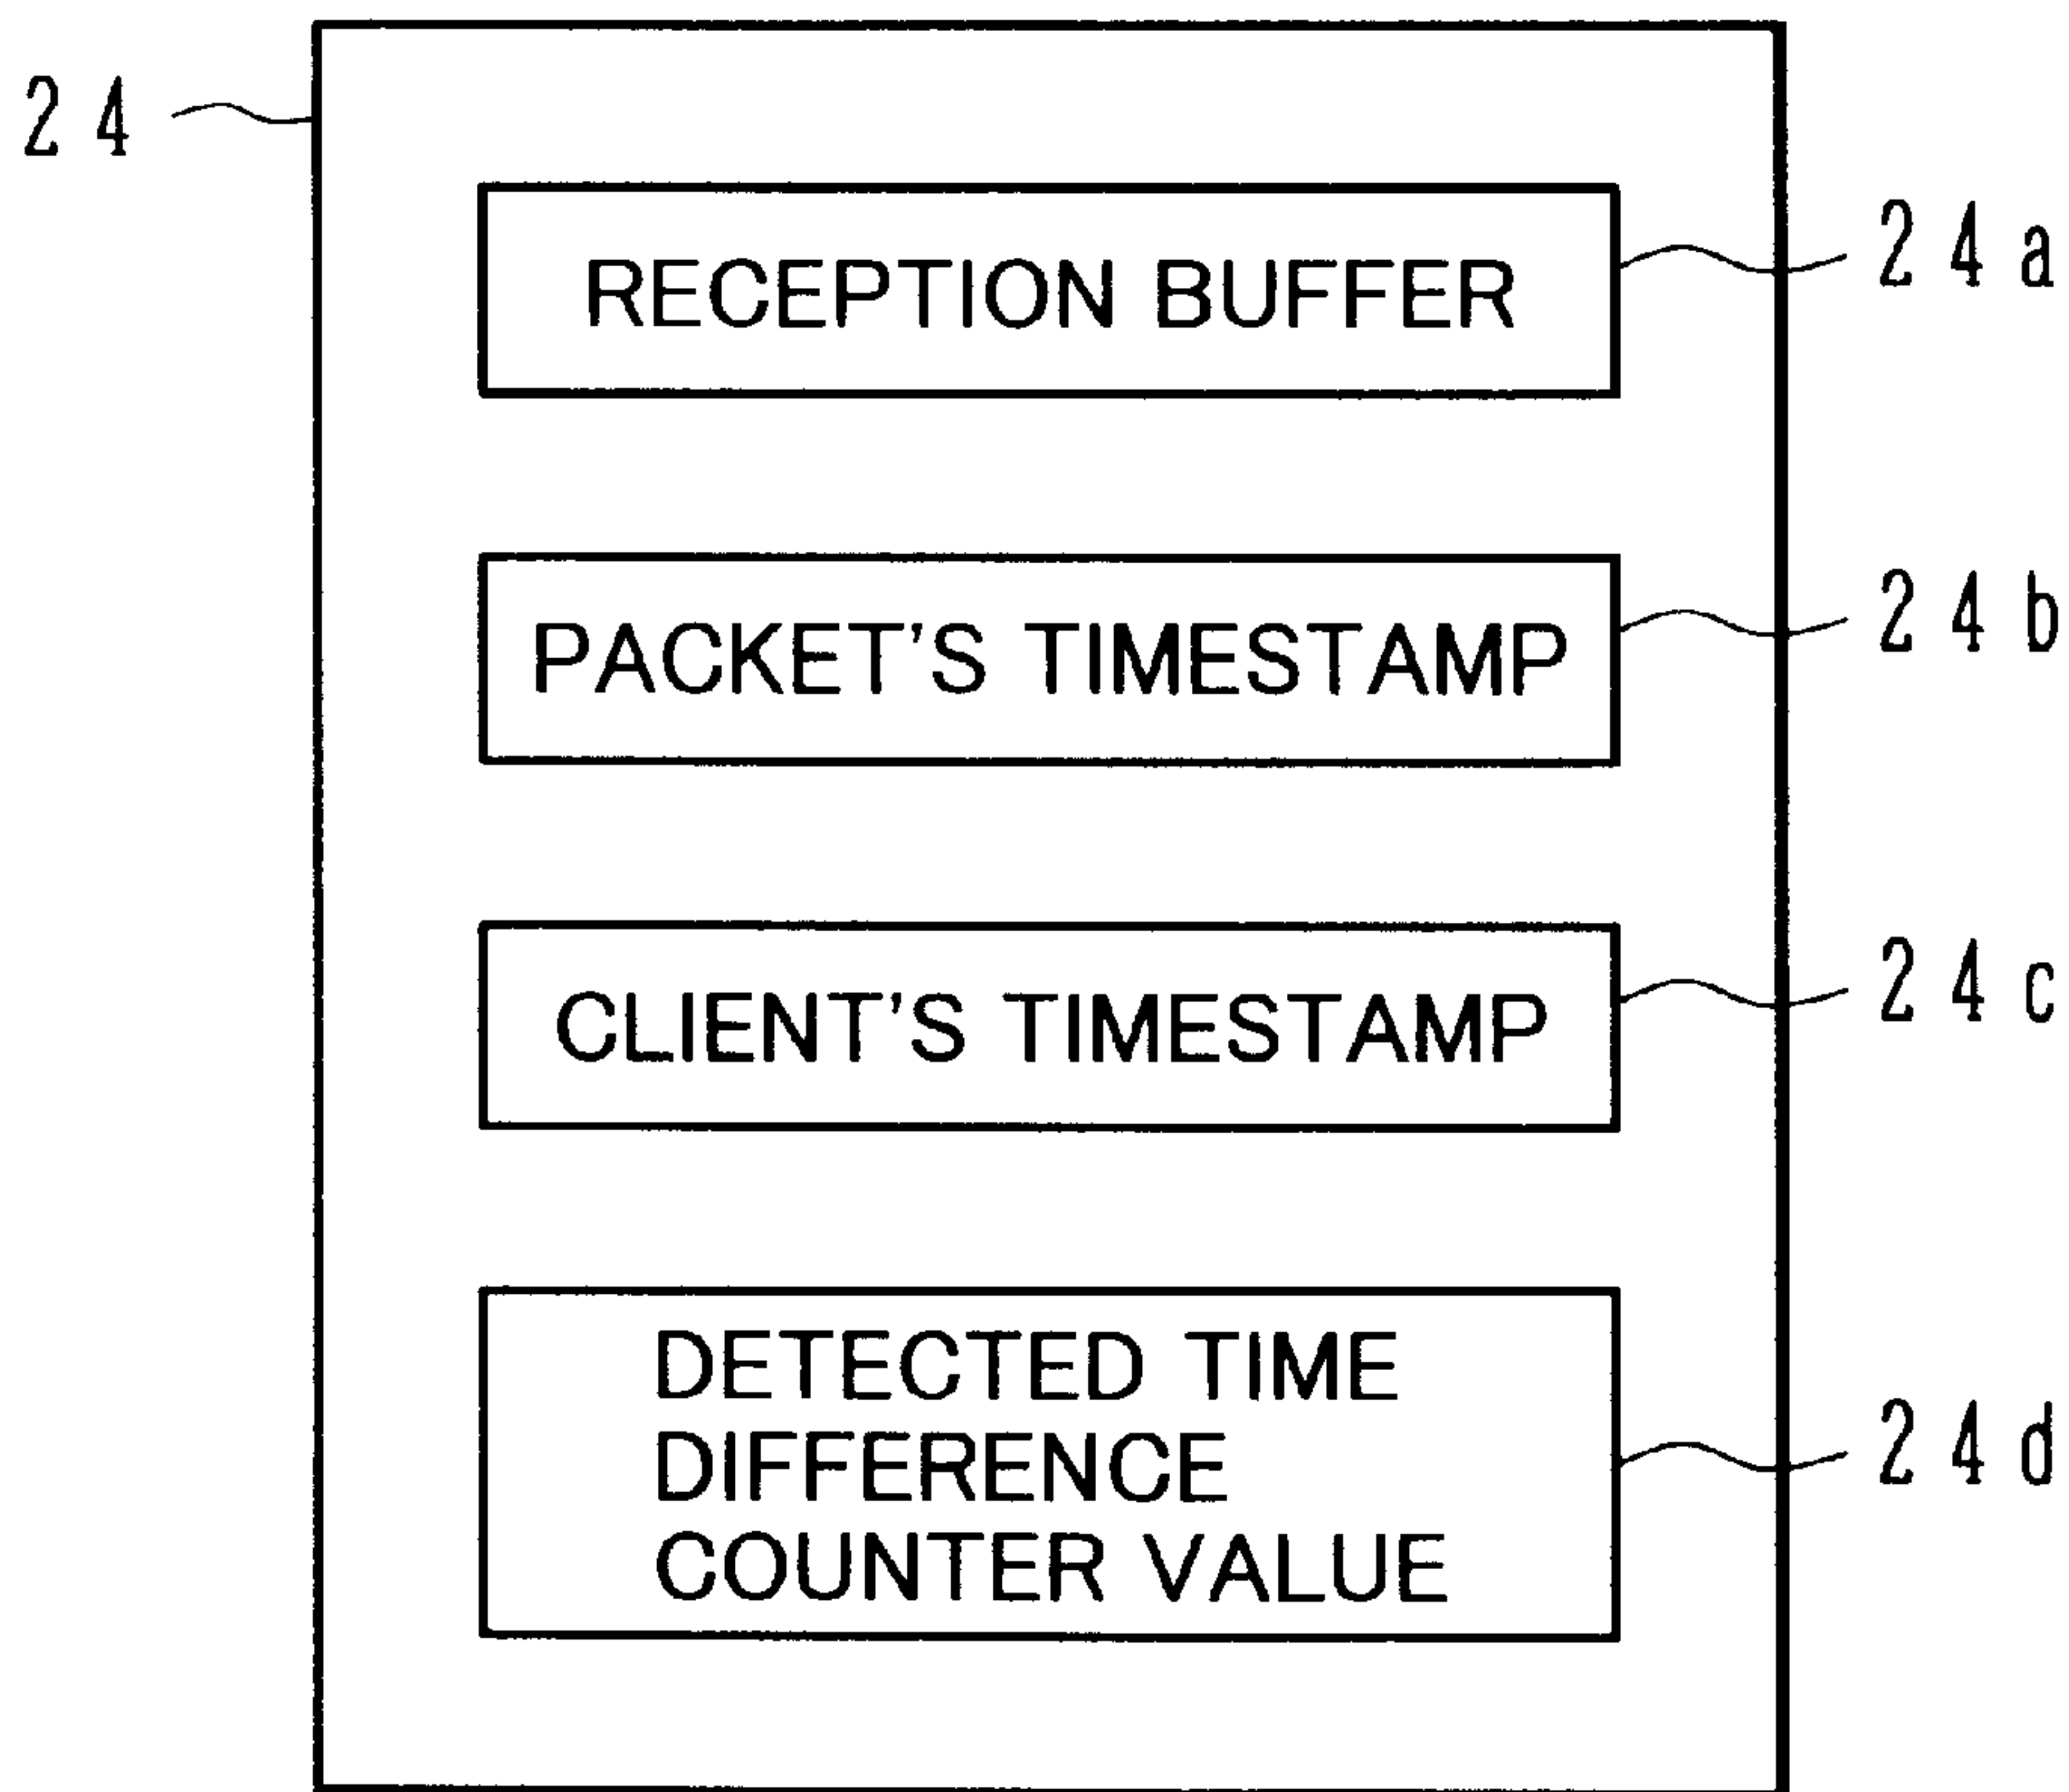 24
RECEPTION BUFFER
24a
PACKET'S TIMESTAMP
24b
CLIENT'S TIMESTAMP
24c
DETECTED TIME
DIFFERENCE
COUNTER VALUE
24d